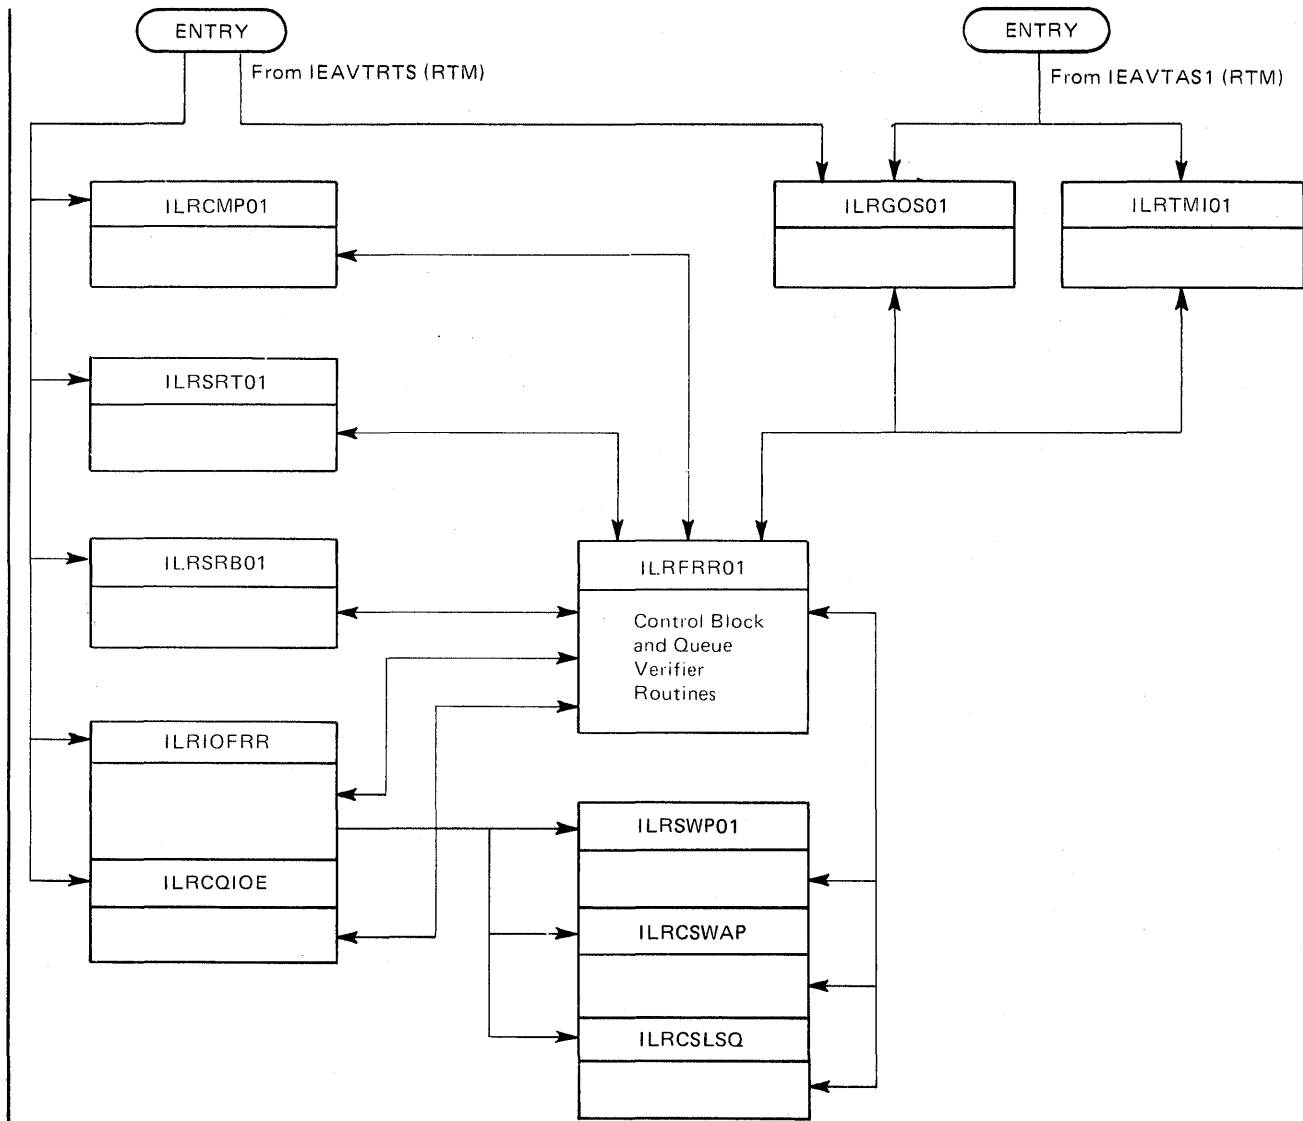 ENTRY
ENTRY
From IEAVTRTS (RTM)
From IEAVTAS1 (RTM)
ILRCMP01
ILRGOS01
ILRTMI01
ILRSRT01
ILRSRB01
ILRFRR01
Control Block
and Queue
Verifier
Routines
ILRIOFRR
ILRSWP01
ILRCQIOE
ILRCSWAP
ILRCSLSQ